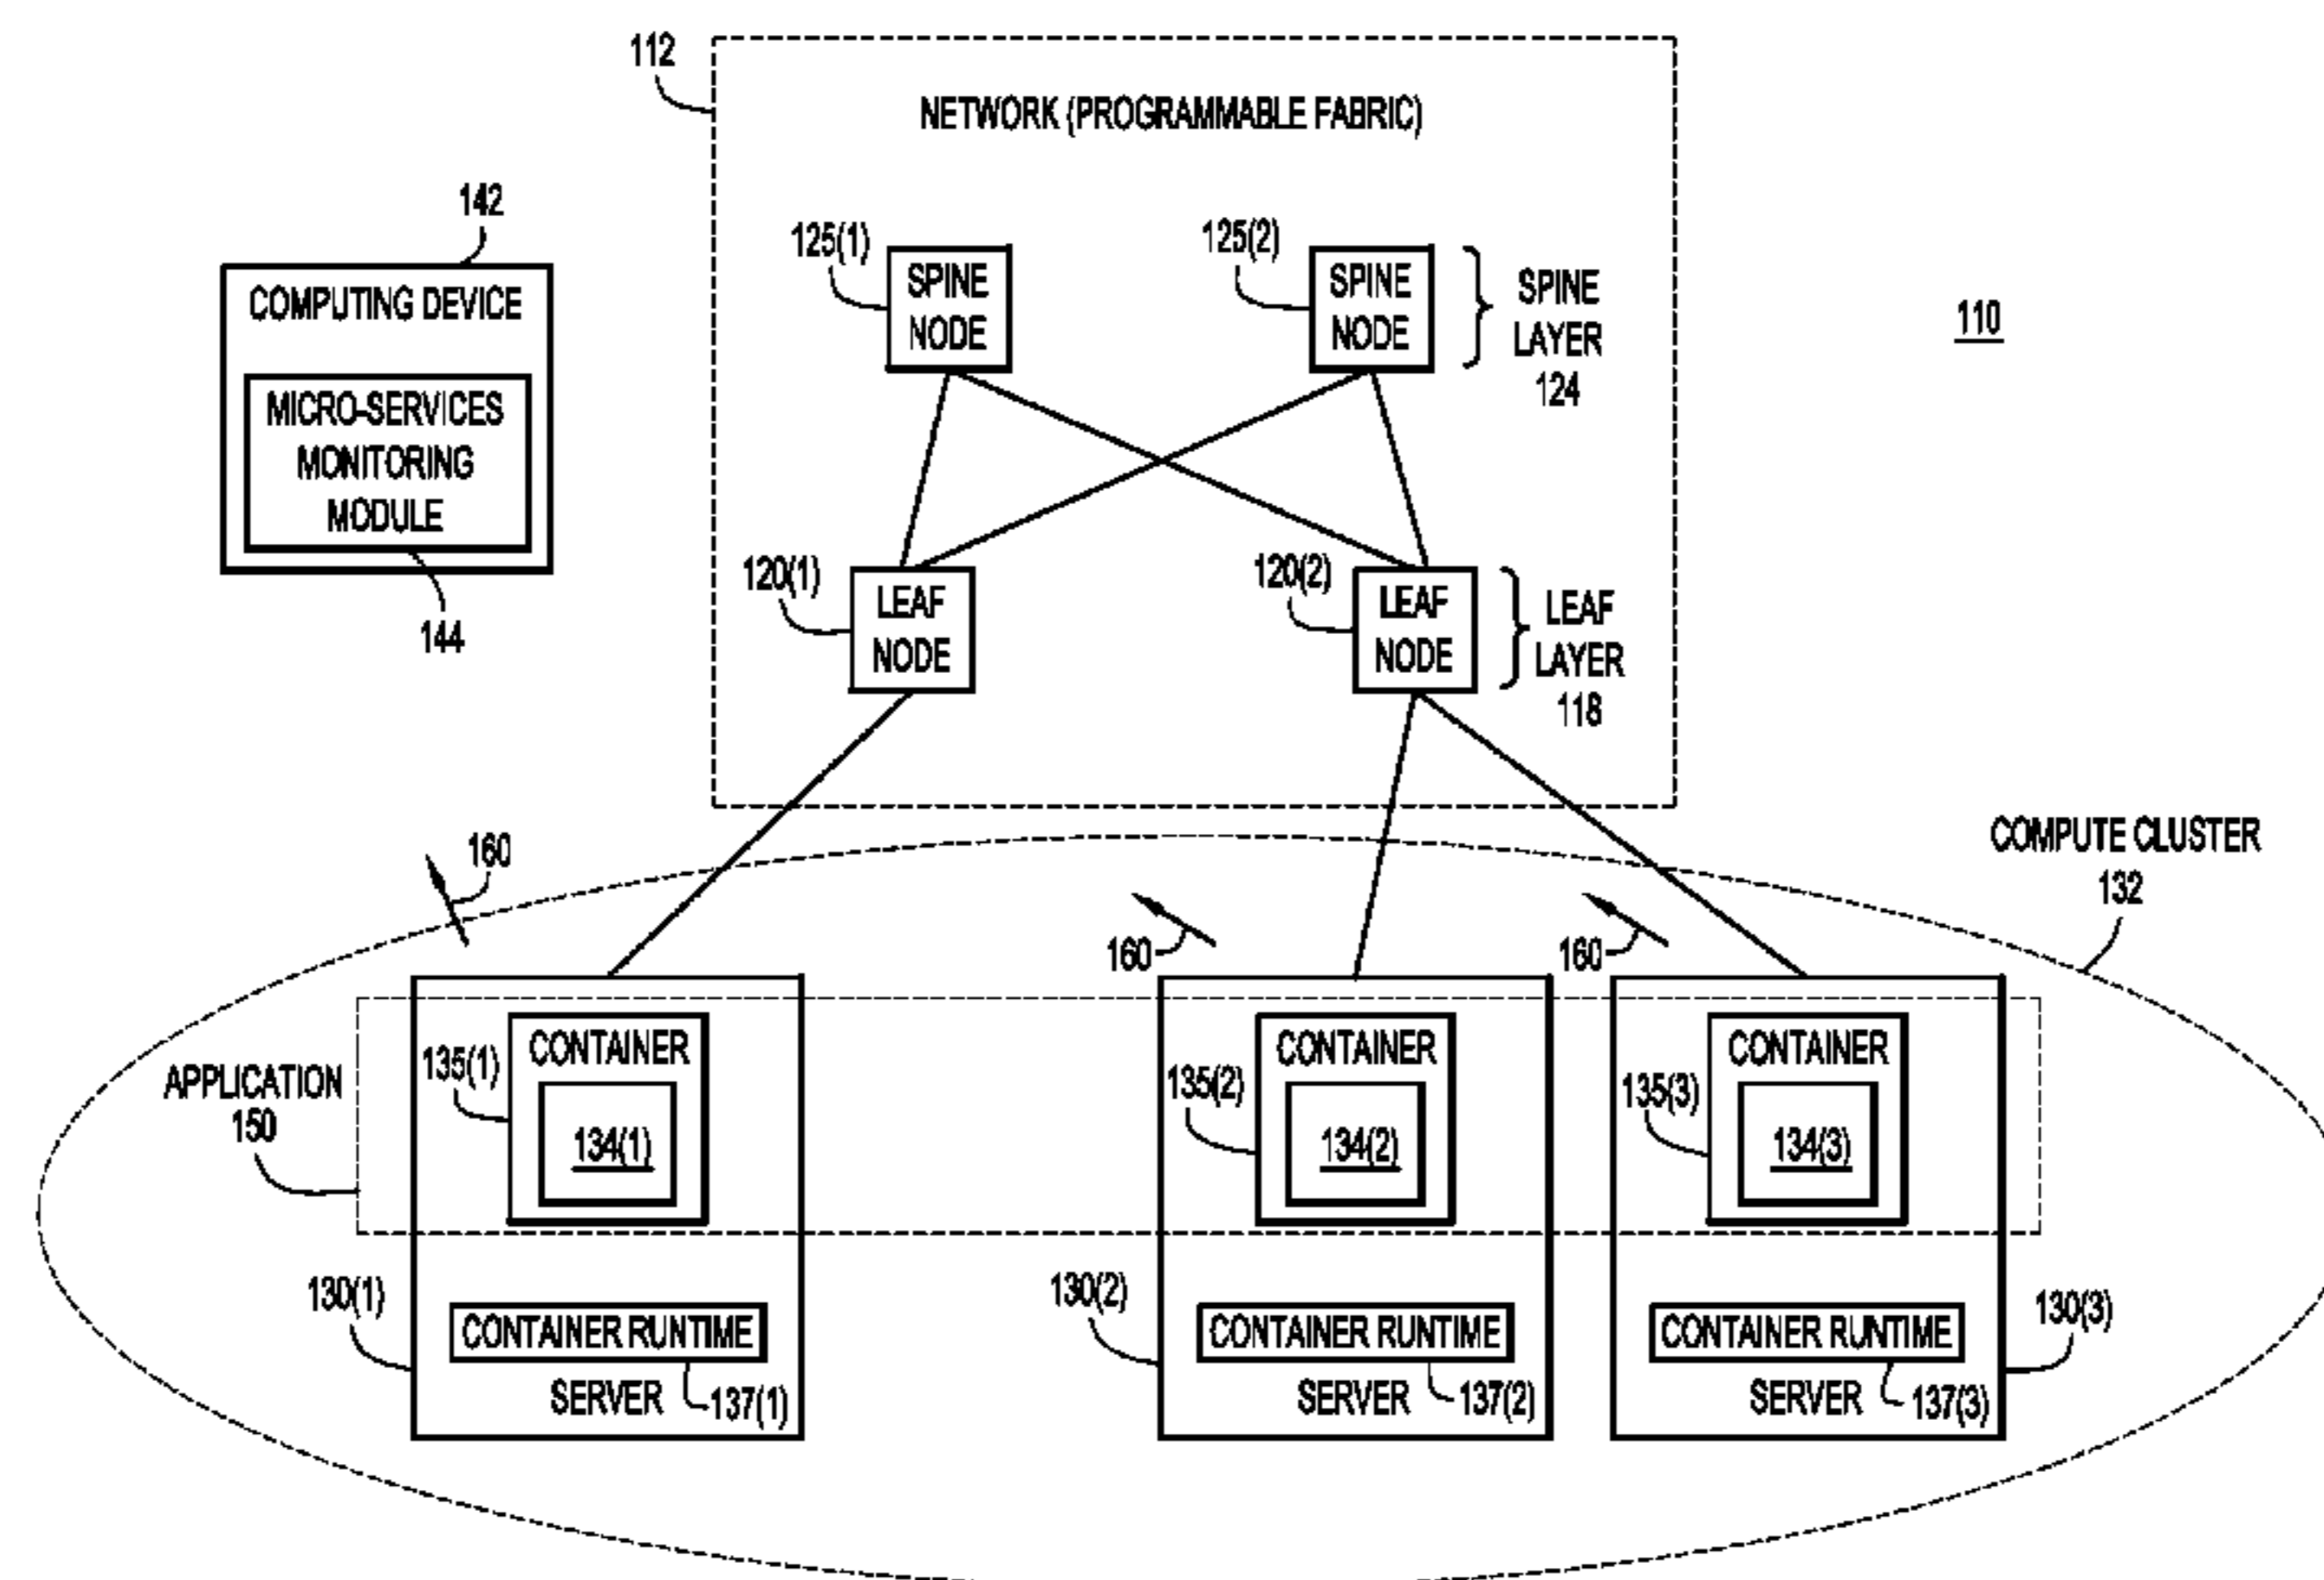 112
NETWORK (PROGRAMMABLE FABRIC)
142
COMPUTING DEVICE
MICRO-SERVICES
MONITORING
MODULE
144
125(1)
SPINE
NODE
125(2)
SPINE
NODE
SPINE
LAYER
124
110
120(1)
LEAF
NODE
120(2)
LEAF
NODE
LEAF
LAYER
118
COMPUTE CLUSTER
132
160
160
160
APPLICATION
150
135(1)
CONTAINER
134(1)
135(2)
CONTAINER
134(2)
135(3)
CONTAINER
134(3)
130(1)
CONTAINER RUNTIME
SERVER
137(1)
130(2)
CONTAINER RUNTIME
SERVER
137(2)
130(3)
CONTAINER RUNTIME
SERVER
137(3)